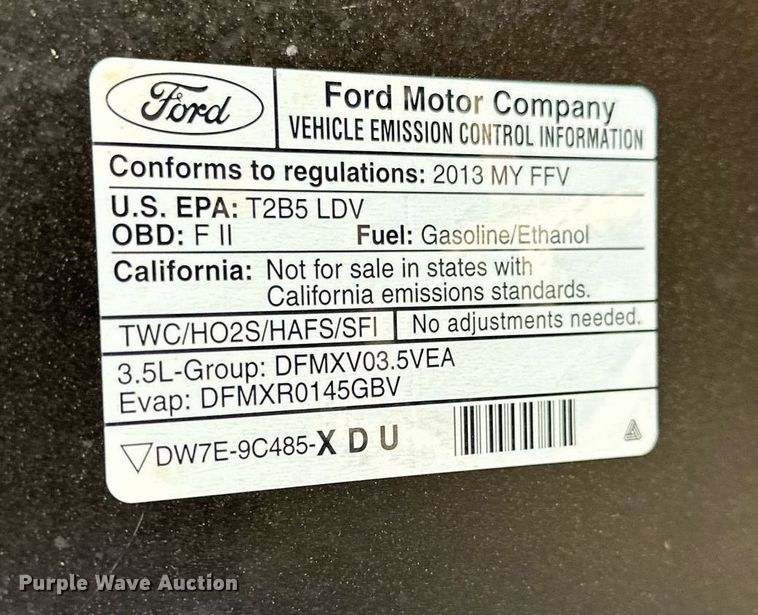 Ford
Ford Motor Company
VEHICLE EMISSION CONTROL INFORMATION
Conforms to regulations: 2013 MY FFV
U.S. EPA: T2B5 LDV
OBD: F II Fuel: Gasoline/Ethanol
California: Not for sale in states with
California emissions standards.
TWC/HO2S/HAFS/SFI No adjustments needed.
3.5L-Group: DFMXV03.5VEA
Evap: DFMXR0145GBV
DW7E-9C485-XDU
Purple Wave Auction